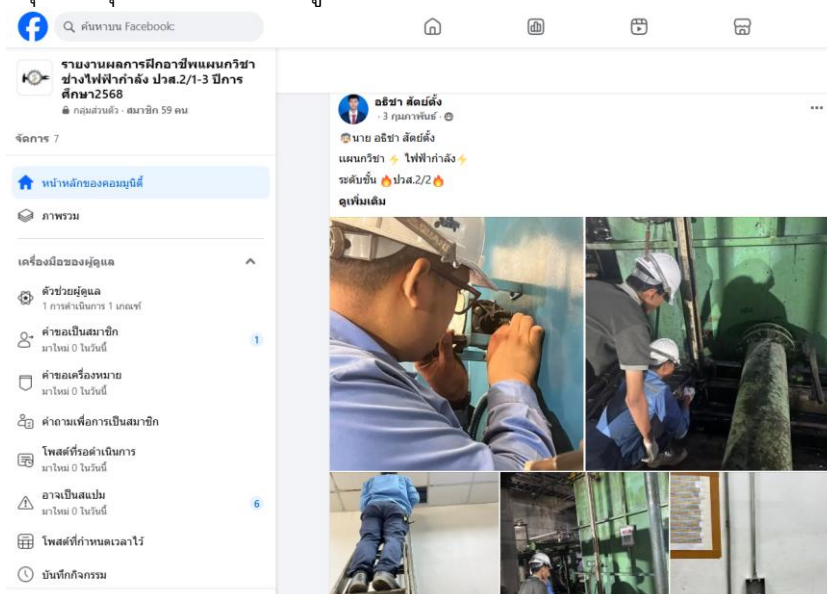 ค้นหาบน Facebook
รายงานผลการฝึกอาชีพแผนกวิชา
ช่างไฟฟ้ากำลัง ปวส.2/1-3 ปีการ
ศึกษา2568
กลุ่มส่วนตัว · สมาชิก 59 คน
จัดการ 7
หน้าหลักของคอมมูนิตี้
ภาพรวม
เครื่องมือของผู้ดูแล
ตัวช่วยผู้ดูแล
1 การดำเนินการ 1 เกณฑ์
คำขอเป็นสมาชิก
มาใหม่ 0 ในวันนี้
1
คำขอเครื่องหมาย
มาใหม่ 0 ในวันนี้
คำถามเพื่อการเป็นสมาชิก
โพสต์ที่รอดำเนินการ
มาใหม่ 0 ในวันนี้
อาจเป็นสแปม
มาใหม่ 0 ในวันนี้
6
โพสต์ที่กำหนดเวลาไว้
บันทึกกิจกรรม
อธิชา สัตย์ตั้ง
· 3 กุมภาพันธ์ ·
นาย อธิชา สัตย์ตั้ง
แผนกวิชา ⚡ ไฟฟ้ากำลัง⚡
ระดับชั้น 🔥ปวส.2/2🔥
ดูเพิ่มเติม